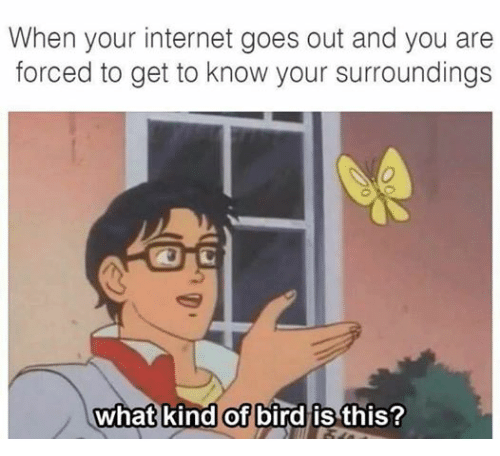 When your internet goes out and you are
forced to get to know your surroundings
what kind of bird is this?